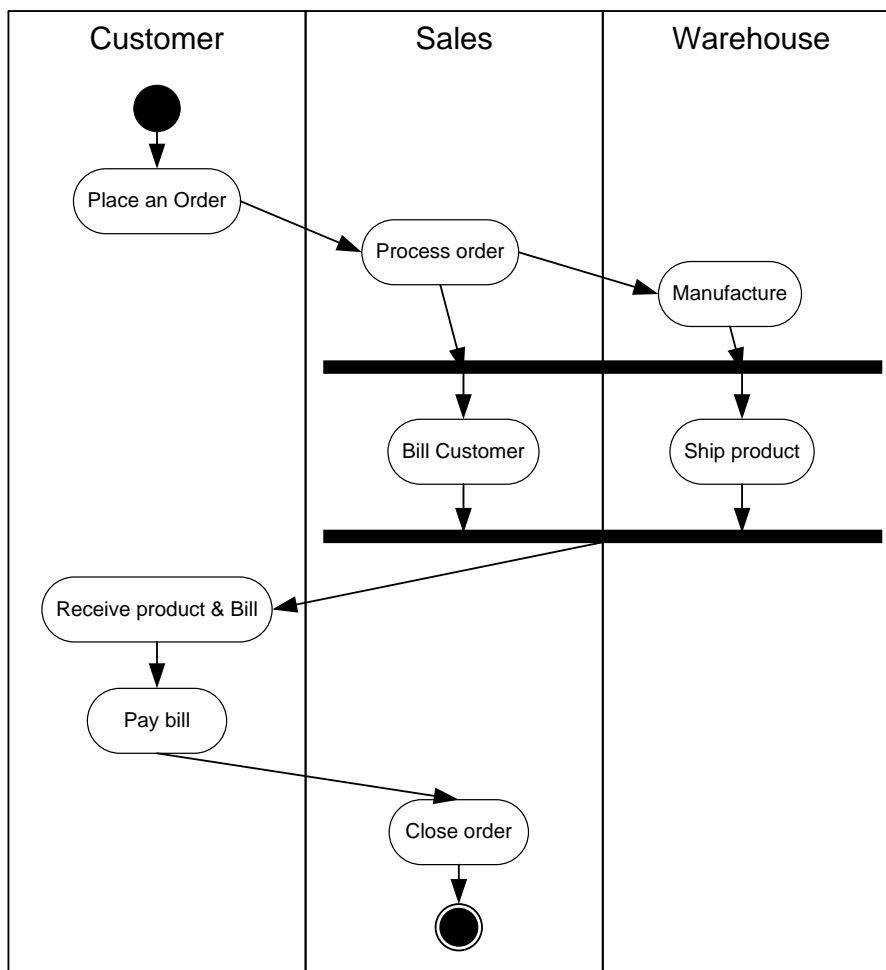 Customer
Sales
Warehouse
Place an Order
Process order
Manufacture
Bill Customer
Ship product
Receive product & Bill
Pay bill
Close order